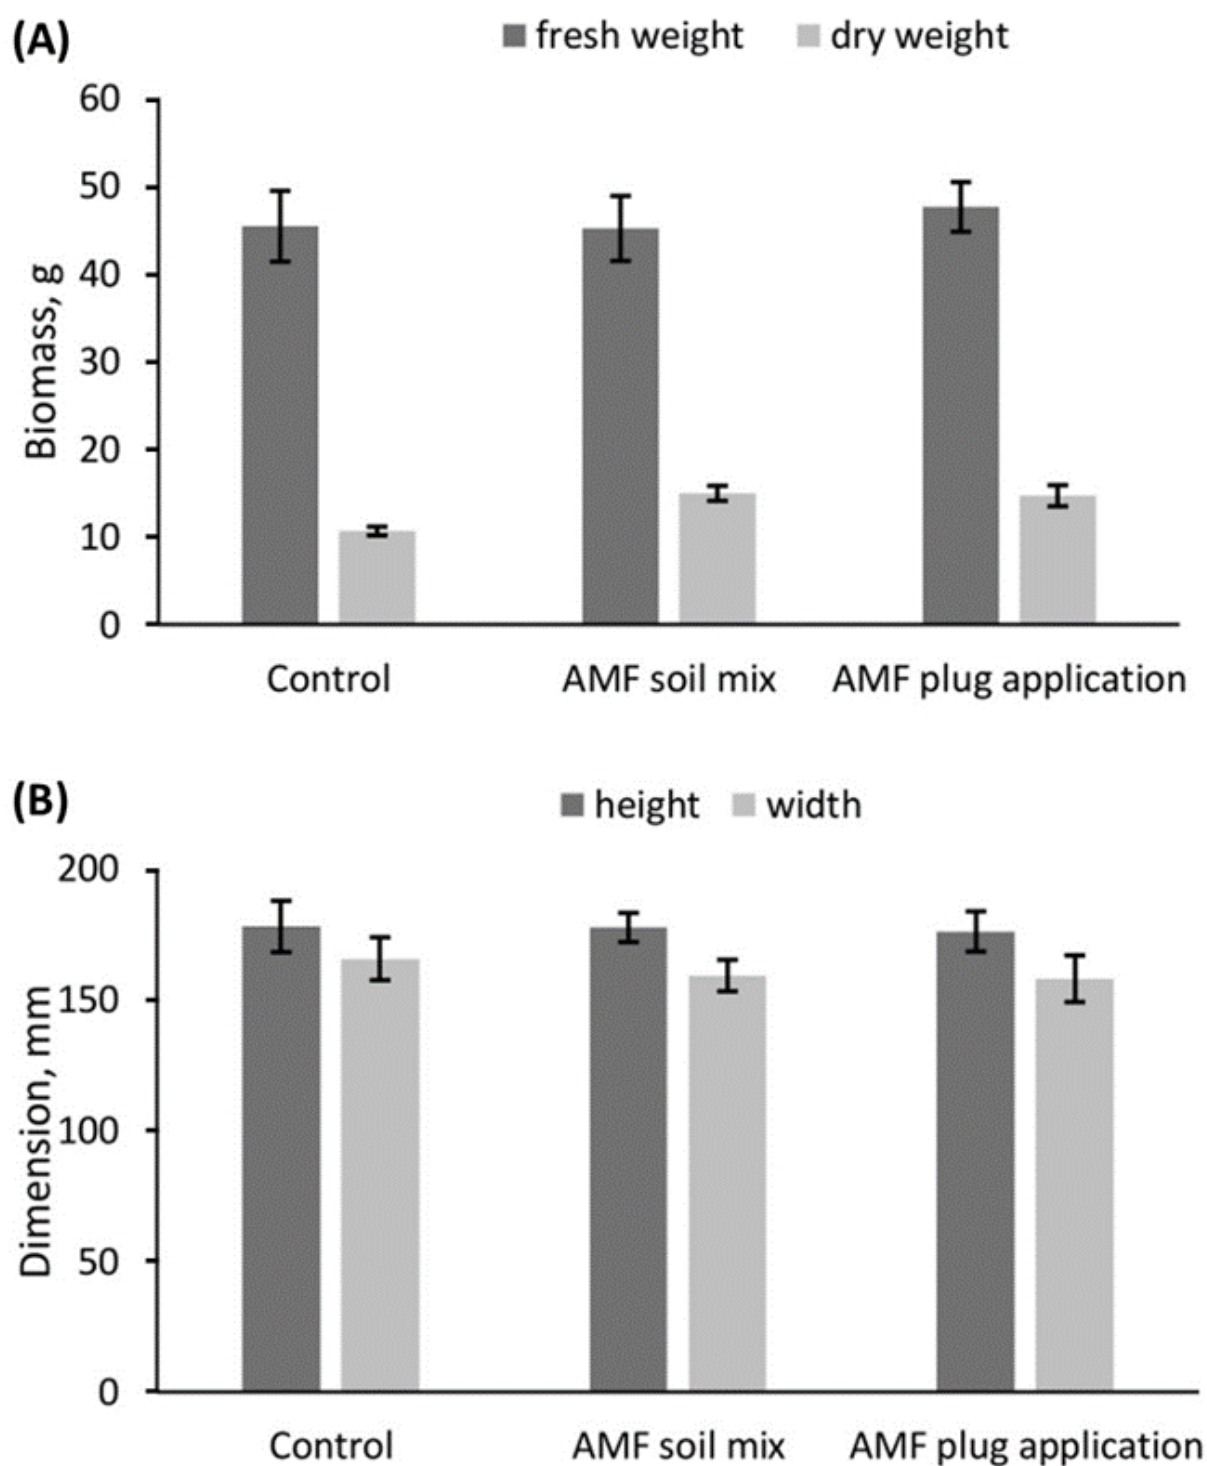 (A)
fresh weight dry weight
60
50
40
30
20
10
0
Biomass, g
Control AMF soil mix AMF plug application
(B)
height width
200
150
100
50
0
Dimension, mm
Control AMF soil mix AMF plug application